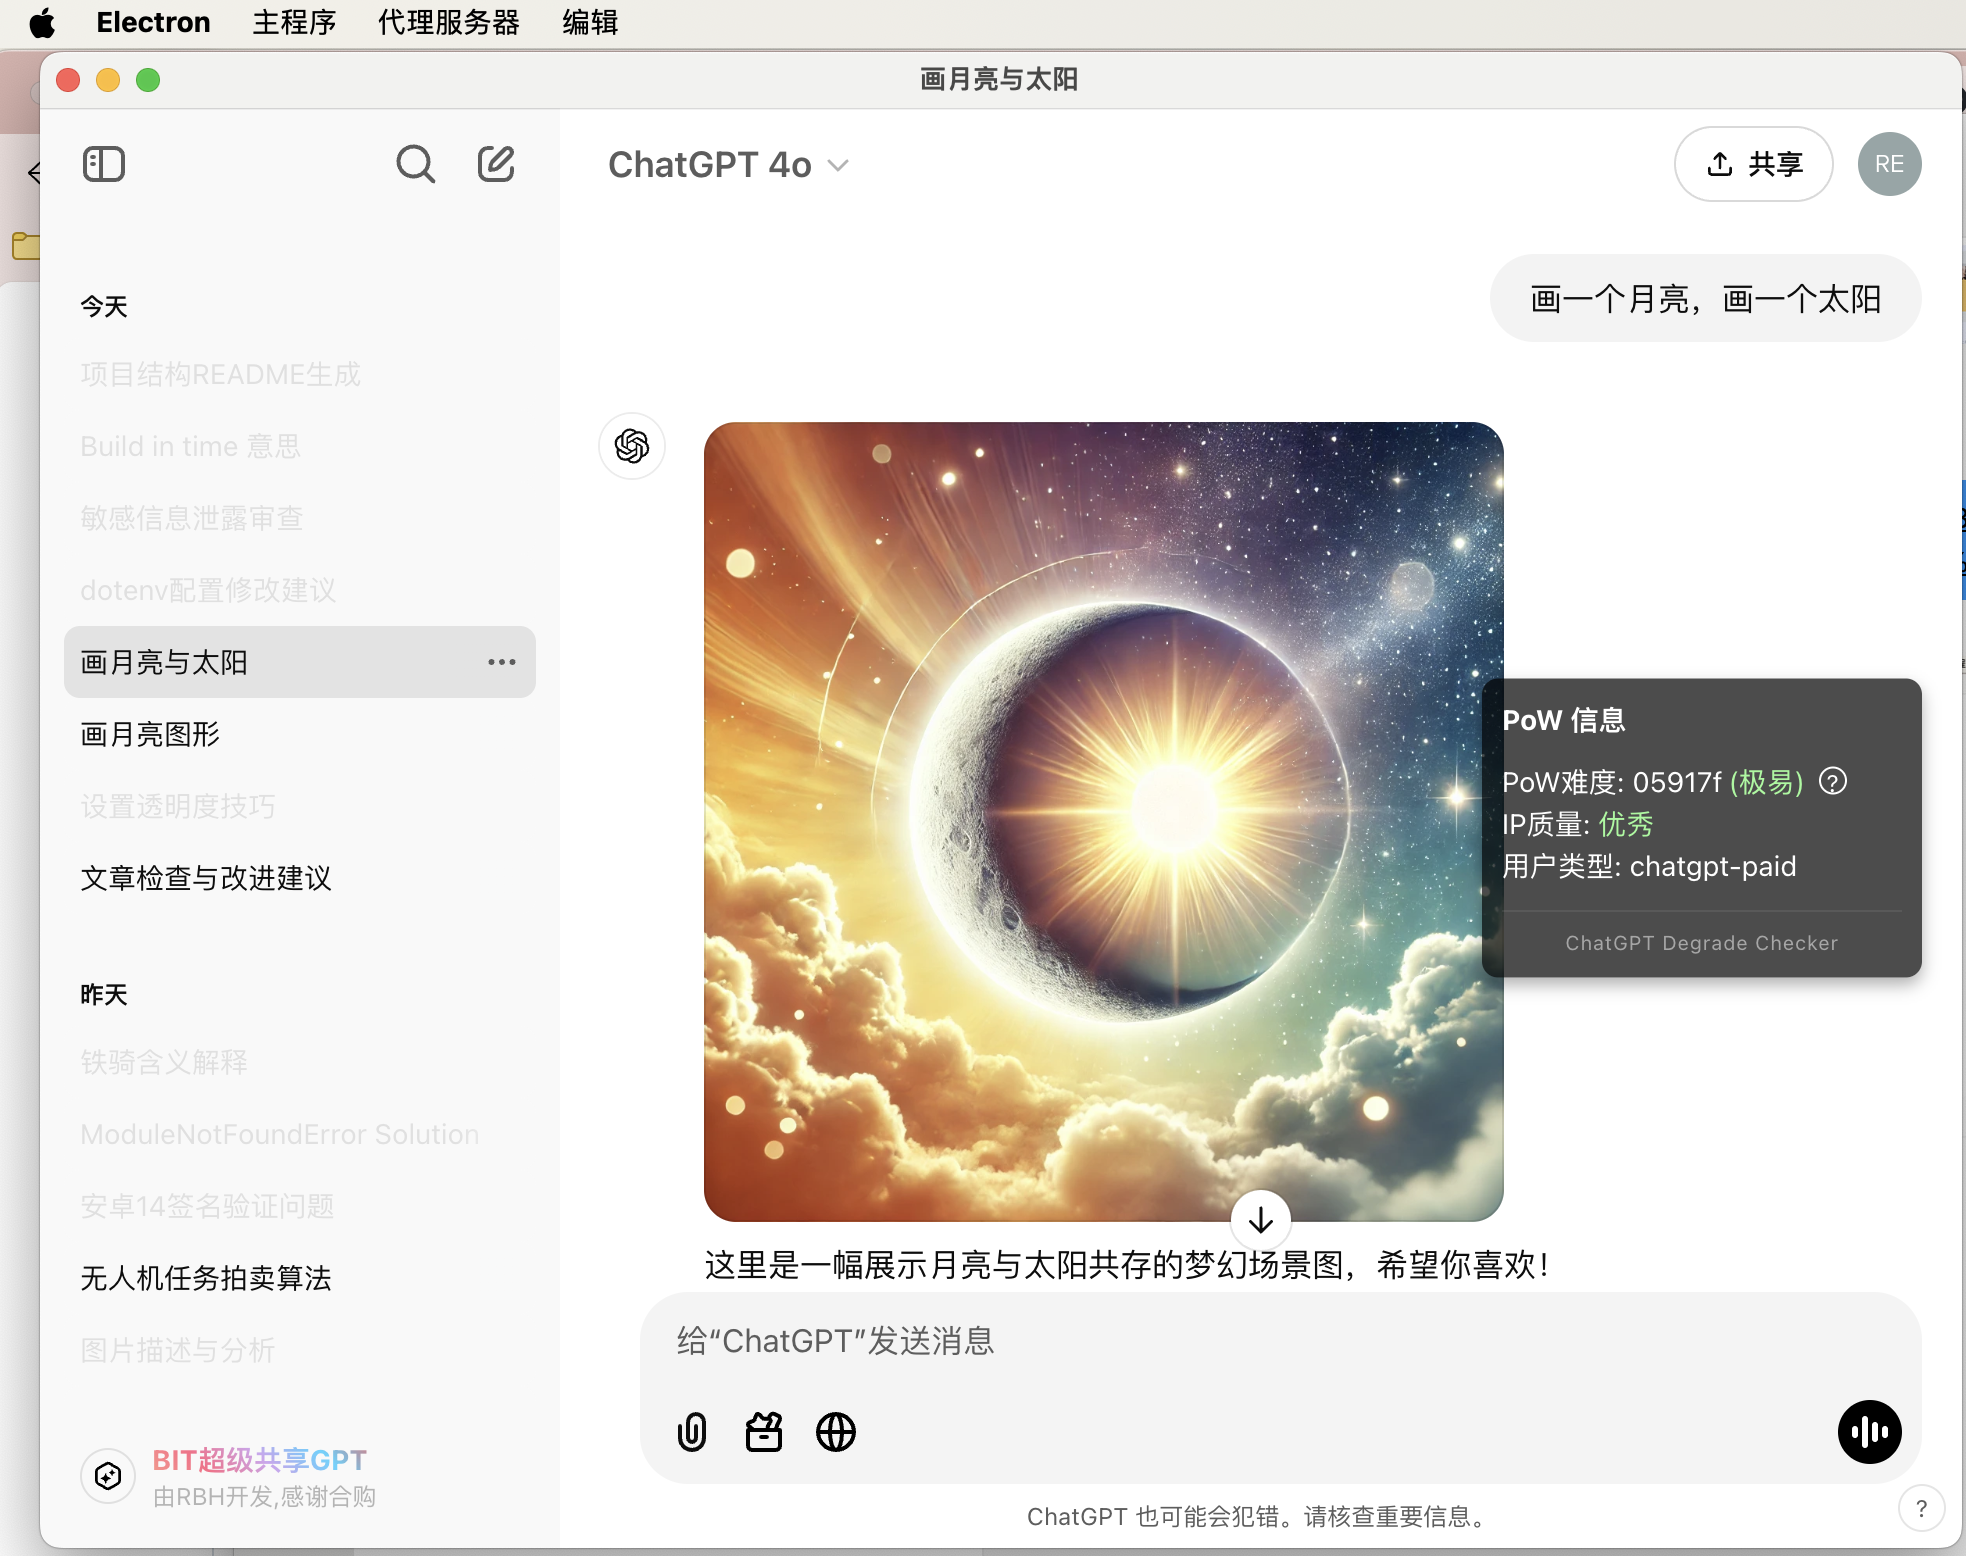 Electron 主程序 代理服务器 编辑
画月亮与太阳
ChatGPT 4o
共享
RE
今天
项目结构README生成
Build in time 意思
敏感信息泄露审查
dotenv配置修改建议
画月亮与太阳
画月亮图形
设置透明度技巧
文章检查与改进建议
昨天
铁骑含义解释
ModuleNotFoundError Solution
安卓14签名验证问题
无人机任务拍卖算法
图片描述与分析
BIT超级共享GPT
由RBH开发,感谢合购
画一个月亮，画一个太阳
PoW 信息
PoW难度: 05917f (极易) ?
IP质量: 优秀
用户类型: chatgpt-paid
ChatGPT Degrade Checker
这里是一幅展示月亮与太阳共存的梦幻场景图，希望你喜欢！
给“ChatGPT”发送消息
ChatGPT 也可能会犯错。请核查重要信息。
?